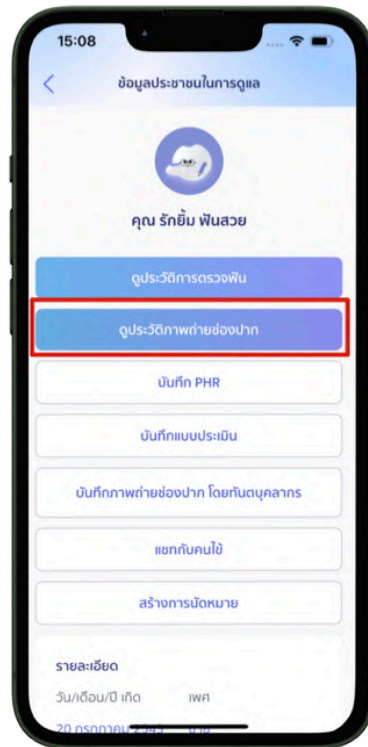 15:08
ข้อมูลประชาชนในการดูแล
คุณ รักยิ้ม ฟันสวย
ดูประวัติการตรวจฟัน
ดูประวัติภาพถ่ายช่องปาก
บันทึก PHR
บันทึกแบบประเมิน
บันทึกภาพถ่ายช่องปาก โดยทันตบุคลากร
แชทกับคนไข้
สร้างการนัดหมาย
รายละเอียด
วัน/เดือน/ปี เกิด เพศ
20 กรกฎาคม